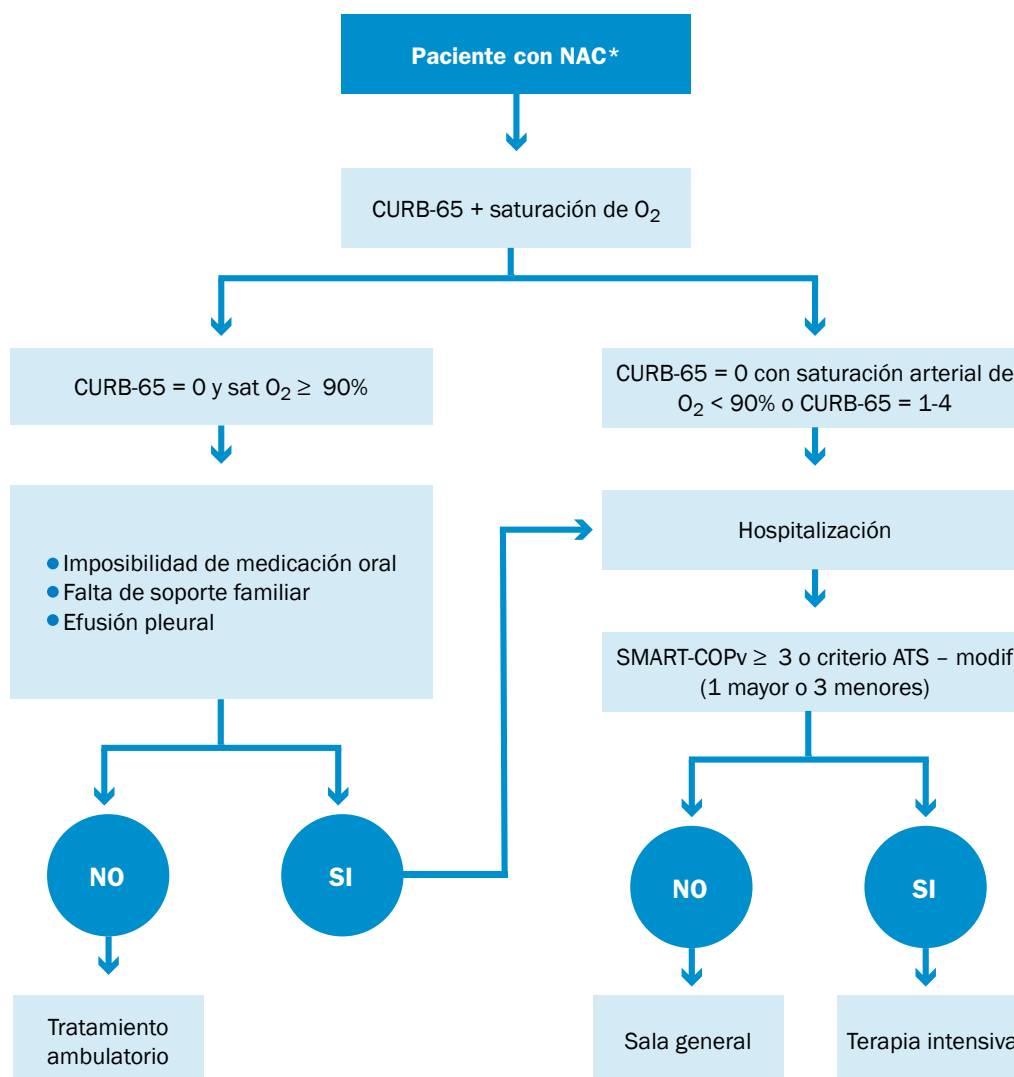 Paciente con NAC*
CURB-65 + saturación de O₂
CURB-65 = 0 y sat O₂ ≥ 90%
CURB-65 = 0 con saturación arterial de
O₂ < 90% o CURB-65 = 1-4
• Imposibilidad de medicación oral
• Falta de soporte familiar
• Efusión pleural
Hospitalización
SMART-COPv ≥ 3 o criterio ATS – modif
(1 mayor o 3 menores)
NO
SI
NO
SI
Tratamiento
ambulatorio
Sala general
Terapia intensiva